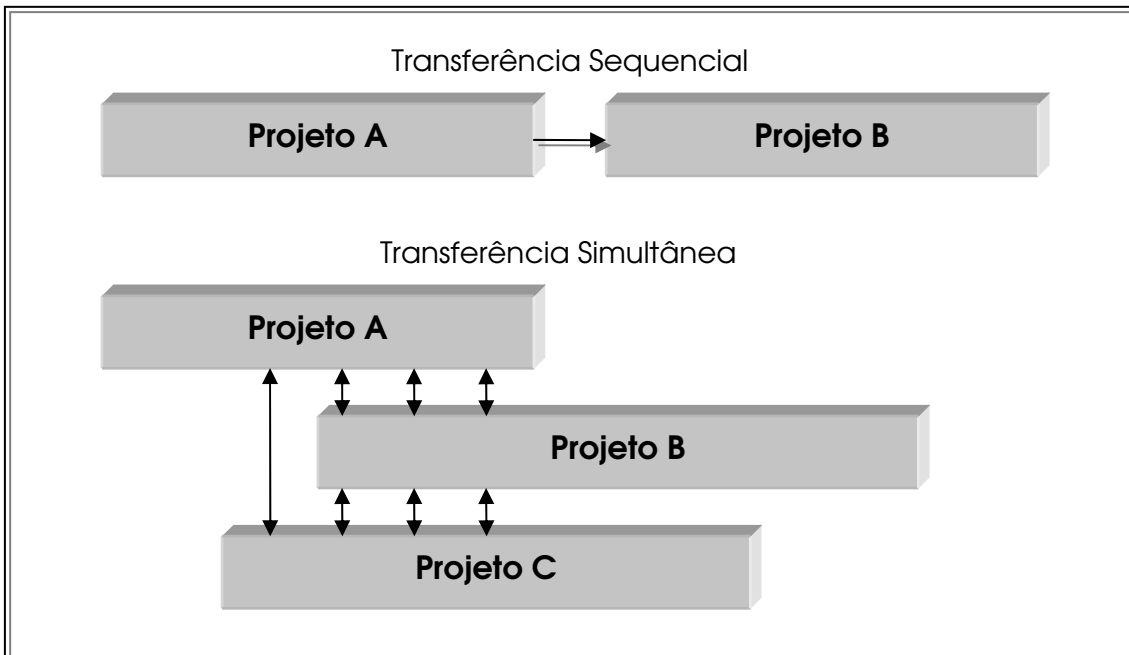 Transferência Sequencial
Projeto A
Projeto B
Transferência Simultânea
Projeto A
Projeto B
Projeto C